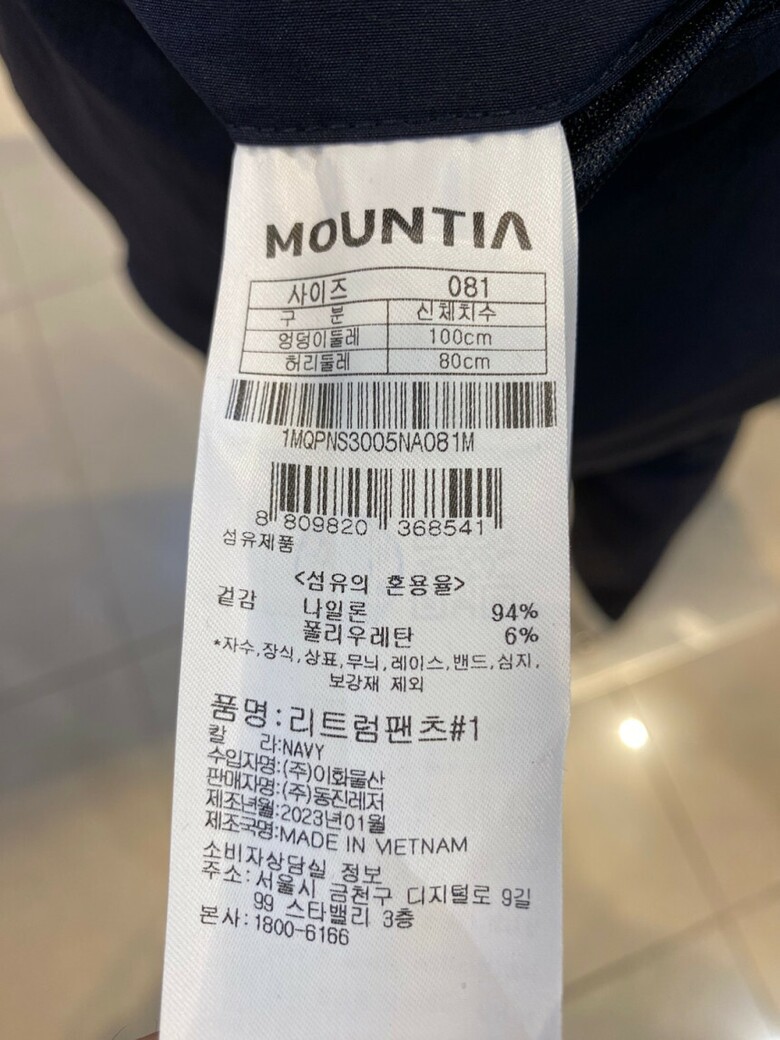 MOUNTIA
사이즈 081
구 분 신체치수
엉덩이둘레 100cm
허리둘레 80cm
1MQPNS3005NA081M
8 809820 368541
섬유제품
<섬유의 혼용율>
겉감 나일론 94%
폴리우레탄 6%
*자수,장식,상표,무늬,레이스,밴드,심지,
보강재 제외
품명:리트럼팬츠#1
칼 라:NAVY
수입자명:(주)이화물산
판매자명:(주)동진레저
제조년월:2023년01월
제조국명:MADE IN VIETNAM
소비자상담실 정보
주소:서울시 금천구 디지털로 9길
99 스타밸리 3층
본사:1800-6166